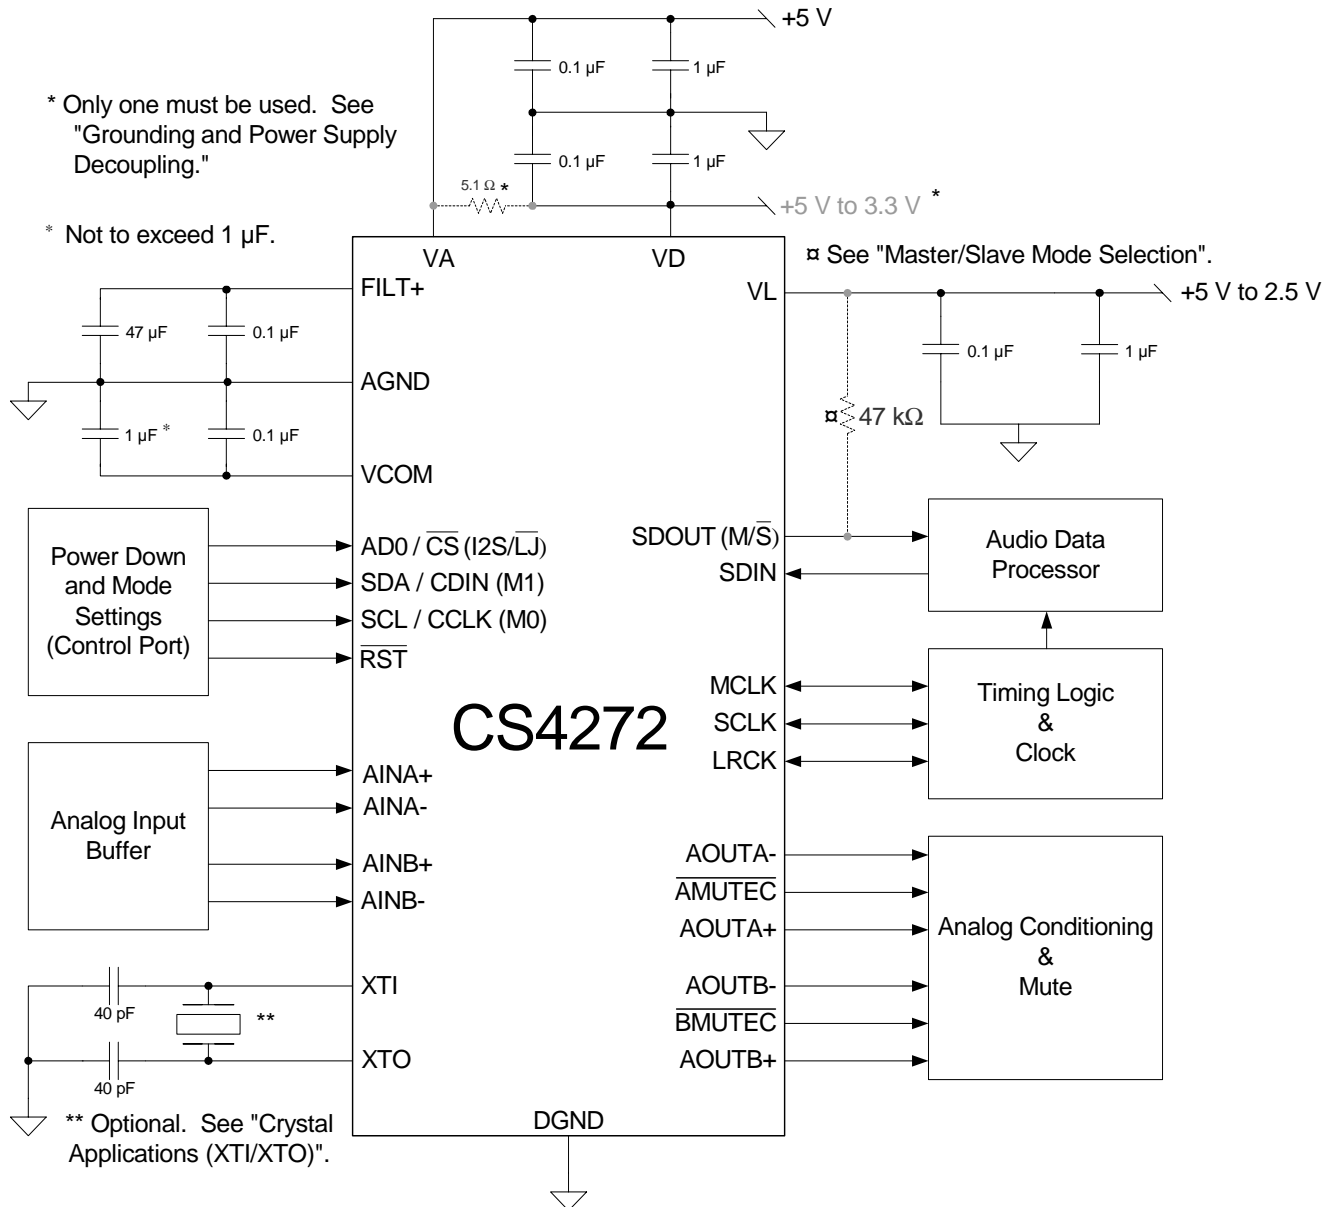 +5 V
0.1 µF
1 µF
* Only one must be used. See
"Grounding and Power Supply
Decoupling."
0.1 µF
1 µF
5.1 Ω *
+5 V to 3.3 V *
* Not to exceed 1 µF.
VA
VD
¤ See "Master/Slave Mode Selection".
FILT+
VL
+5 V to 2.5 V
47 µF
0.1 µF
0.1 µF
1 µF
AGND
¤ 47 kΩ
1 µF *
0.1 µF
VCOM
Power Down
and Mode
Settings
(Control Port)
AD0 / C̅S̅ (I2S/L̅J̅)
SDA / CDIN (M1)
SCL / CCLK (M0)
R̅S̅T̅
SDOUT (M/S̅)
SDIN
Audio Data
Processor
CS4272
MCLK
SCLK
LRCK
Timing Logic
&
Clock
Analog Input
Buffer
AINA+
AINA-
AINB+
AINB-
AOUTA-
A̅M̅U̅T̅E̅C̅
AOUTA+
AOUTB-
B̅M̅U̅T̅E̅C̅
AOUTB+
Analog Conditioning
&
Mute
XTI
40 pF
**
XTO
40 pF
** Optional. See "Crystal
Applications (XTI/XTO)".
DGND